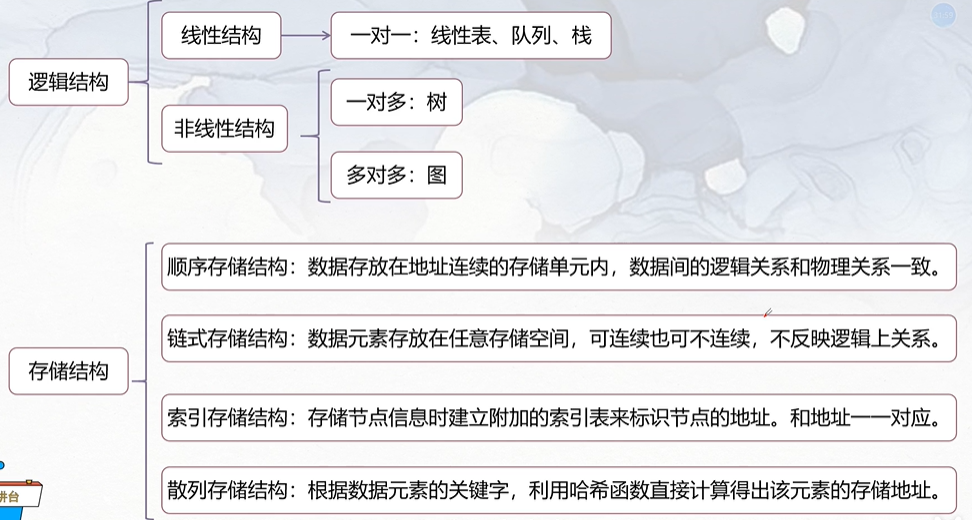 逻辑结构
线性结构
一对一：线性表、队列、栈
非线性结构
一对多：树
多对多：图
存储结构
顺序存储结构：数据存放在地址连续的存储单元内，数据间的逻辑关系和物理关系一致。
链式存储结构：数据元素存放在任意存储空间，可连续也可不连续，不反映逻辑上关系。
索引存储结构：存储节点信息时建立附加的索引表来标识节点的地址。和地址一一对应。
散列存储结构：根据数据元素的关键字，利用哈希函数直接计算得出该元素的存储地址。
讲台